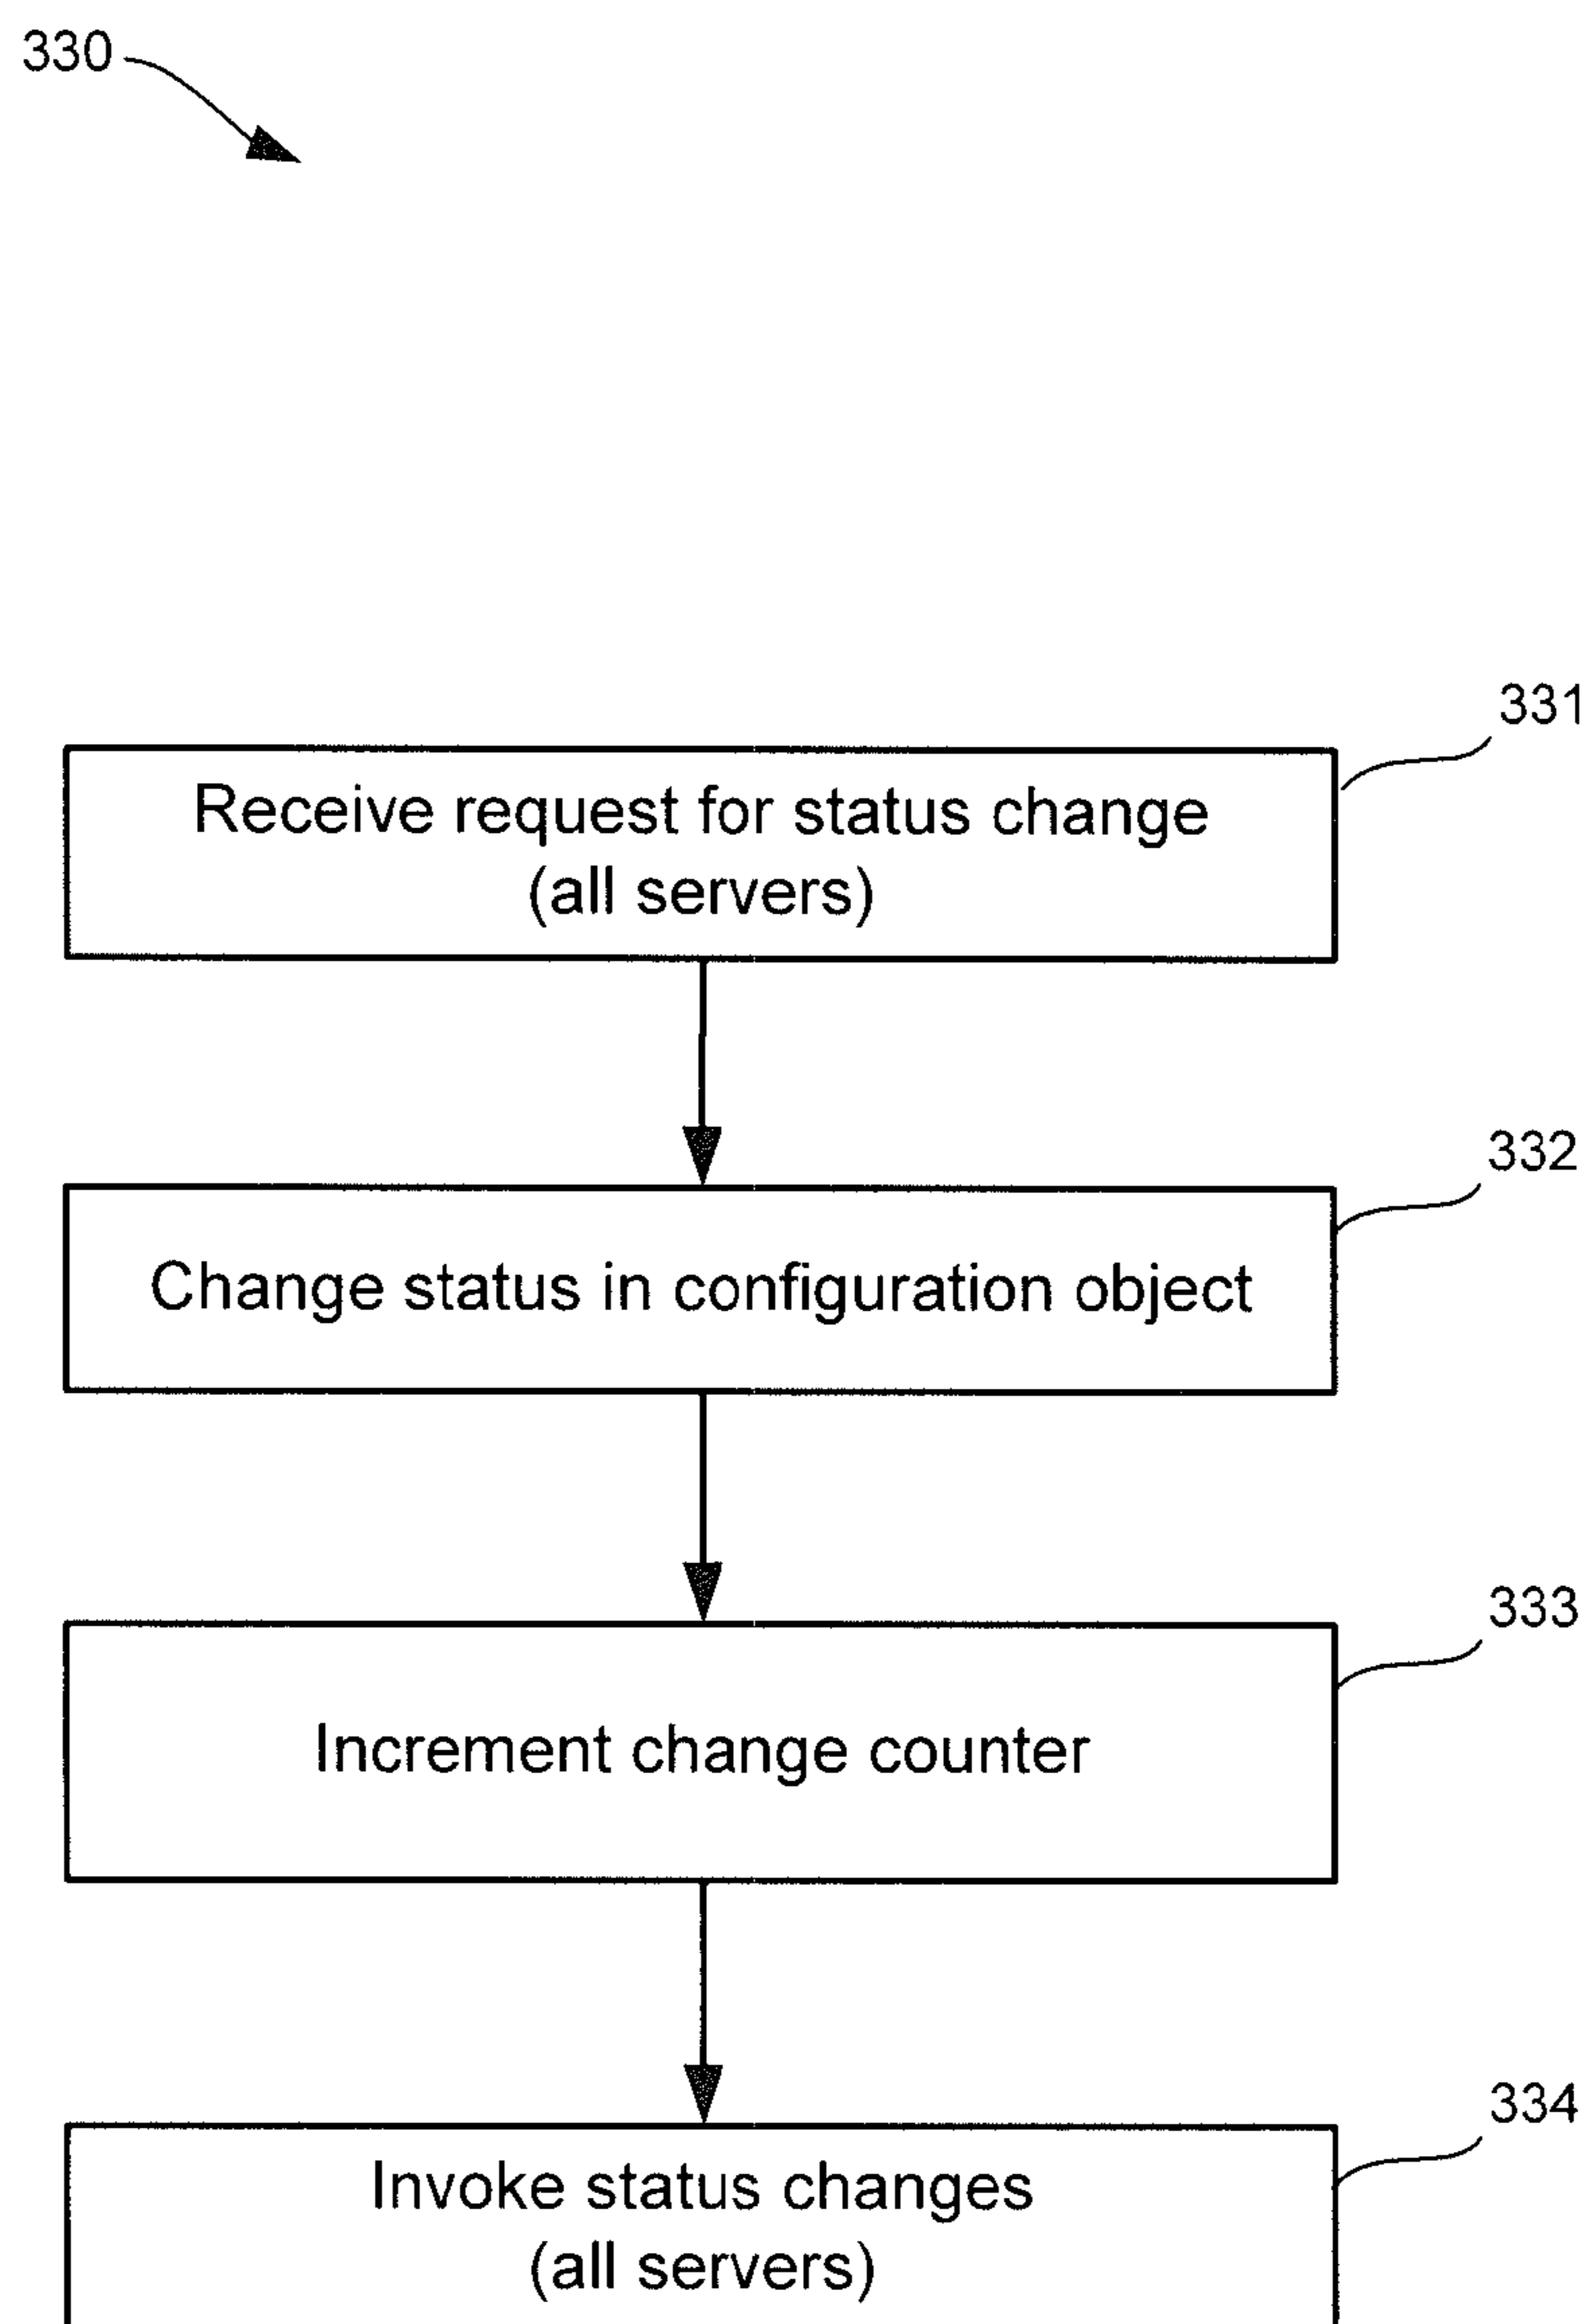 330
331
Receive request for status change
(all servers)
332
Change status in configuration object
333
Increment change counter
334
Invoke status changes
(all servers)